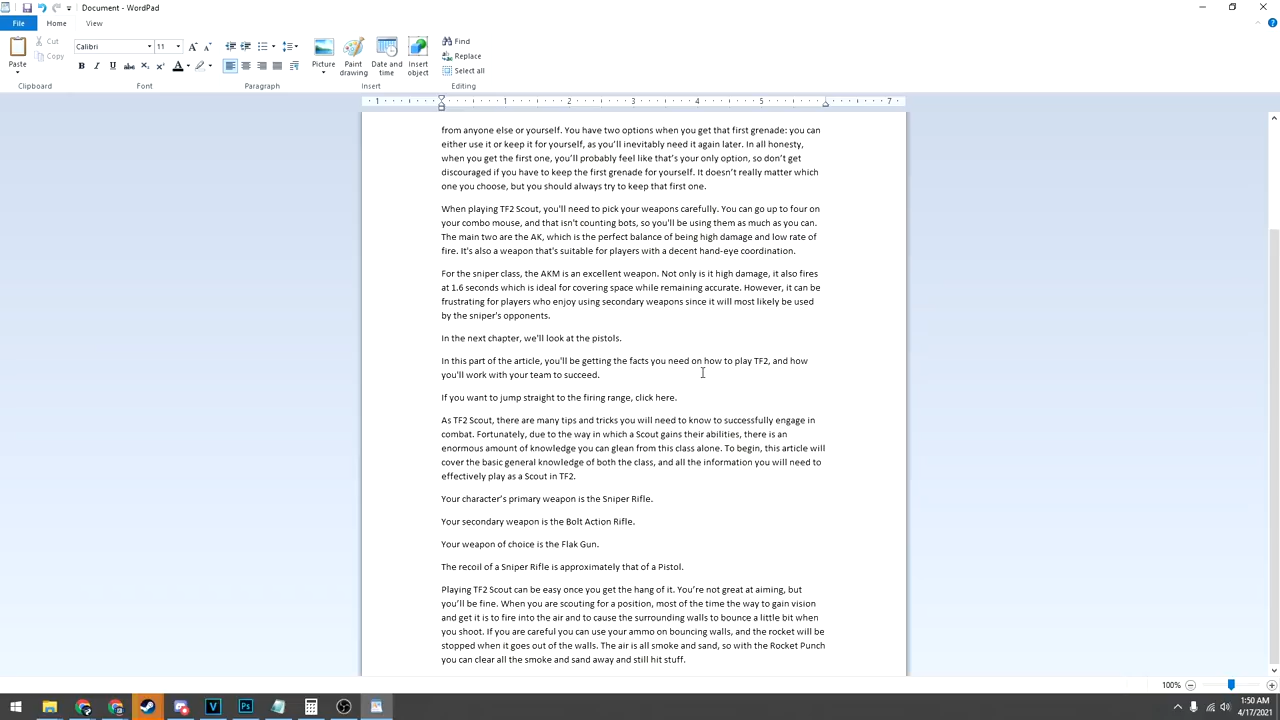 Document - WordPad
File
Home
View
Paste
Cut
Copy
Calibri
11
Picture
Paint drawing
Date and time
Insert object
Find
Replace
Select all
Clipboard
Font
Paragraph
Insert
Editing
1 1 2 3 4 5 7
from anyone else or yourself. You have two options when you get that first grenade: you can
either use it or keep it for yourself, as you’ll inevitably need it again later. In all honesty,
when you get the first one, you’ll probably feel like that’s your only option, so don’t get
discouraged if you have to keep the first grenade for yourself. It doesn’t really matter which
one you choose, but you should always try to keep that first one.
When playing TF2 Scout, you'll need to pick your weapons carefully. You can go up to four on
your combo mouse, and that isn't counting bots, so you'll be using them as much as you can.
The main two are the AK, which is the perfect balance of being high damage and low rate of
fire. It's also a weapon that's suitable for players with a decent hand-eye coordination.
For the sniper class, the AKM is an excellent weapon. Not only is it high damage, it also fires
at 1.6 seconds which is ideal for covering space while remaining accurate. However, it can be
frustrating for players who enjoy using secondary weapons since it will most likely be used
by the sniper's opponents.
In the next chapter, we'll look at the pistols.
In this part of the article, you'll be getting the facts you need on how to play TF2, and how
you'll work with your team to succeed.
If you want to jump straight to the firing range, click here.
As TF2 Scout, there are many tips and tricks you will need to know to successfully engage in
combat. Fortunately, due to the way in which a Scout gains their abilities, there is an
enormous amount of knowledge you can glean from this class alone. To begin, this article will
cover the basic general knowledge of both the class, and all the information you will need to
effectively play as a Scout in TF2.
Your character’s primary weapon is the Sniper Rifle.
Your secondary weapon is the Bolt Action Rifle.
Your weapon of choice is the Flak Gun.
The recoil of a Sniper Rifle is approximately that of a Pistol.
Playing TF2 Scout can be easy once you get the hang of it. You’re not great at aiming, but
you’ll be fine. When you are scouting for a position, most of the time the way to gain vision
and get it is to fire into the air and to cause the surrounding walls to bounce a little bit when
you shoot. If you are careful you can use your ammo on bouncing walls, and the rocket will be
stopped when it goes out of the walls. The air is all smoke and sand, so with the Rocket Punch
you can clear all the smoke and sand away and still hit stuff.
100%
1:50 AM
4/17/2021